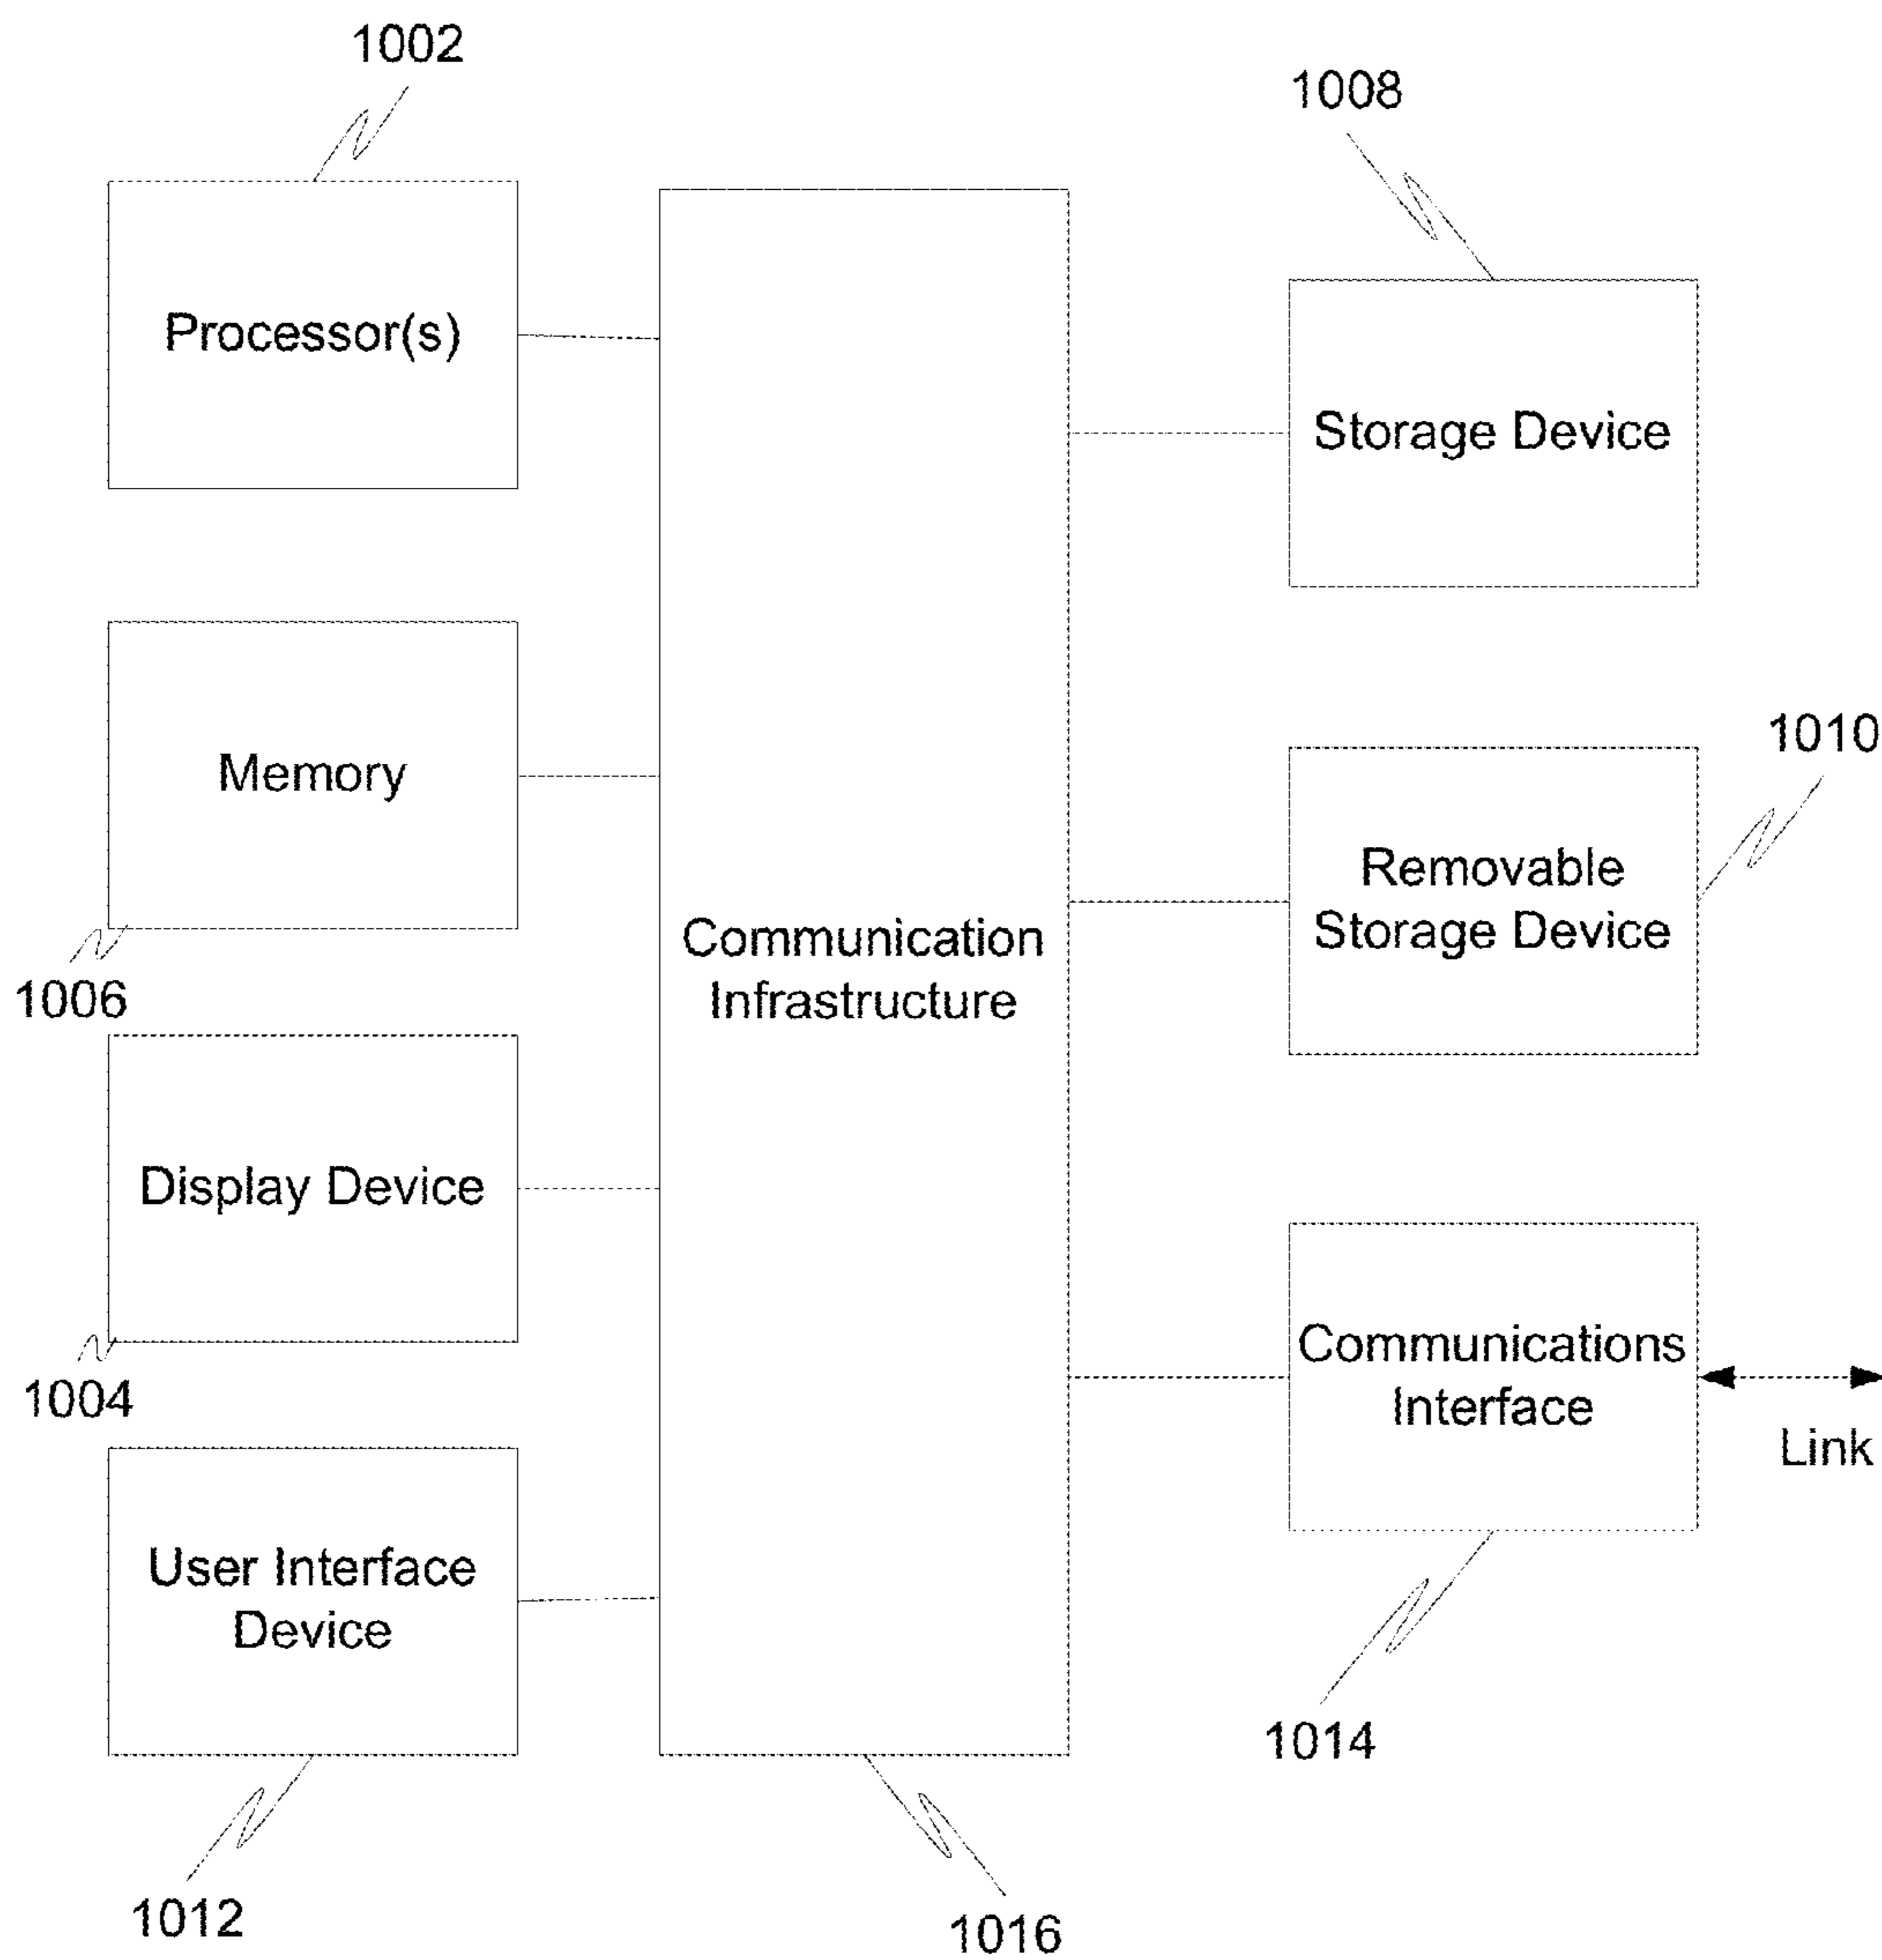 1002
1008
Processor(s)
Storage Device
1010
Memory
Removable
Storage Device
1006
Communication
Infrastructure
Display Device
1004
Communications
Interface
Link
User Interface
Device
1014
1012
1016